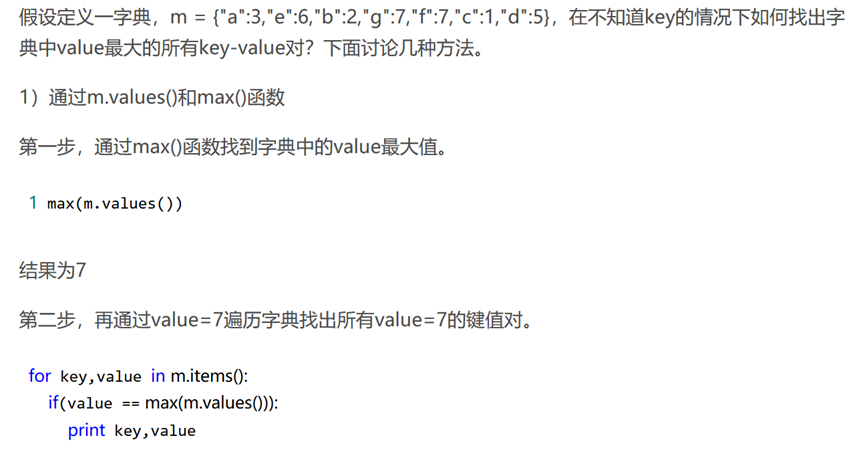 假设定义一字典，m = {"a":3,"e":6,"b":2,"g":7,"f":7,"c":1,"d":5}，在不知道key的情况下如何找出字
典中value最大的所有key-value对？下面讨论几种方法。
1）通过m.values()和max()函数
第一步，通过max()函数找到字典中的value最大值。
1 max(m.values())
结果为7
第二步，再通过value=7遍历字典找出所有value=7的键值对。
for key,value in m.items():
if(value == max(m.values())):
print key,value